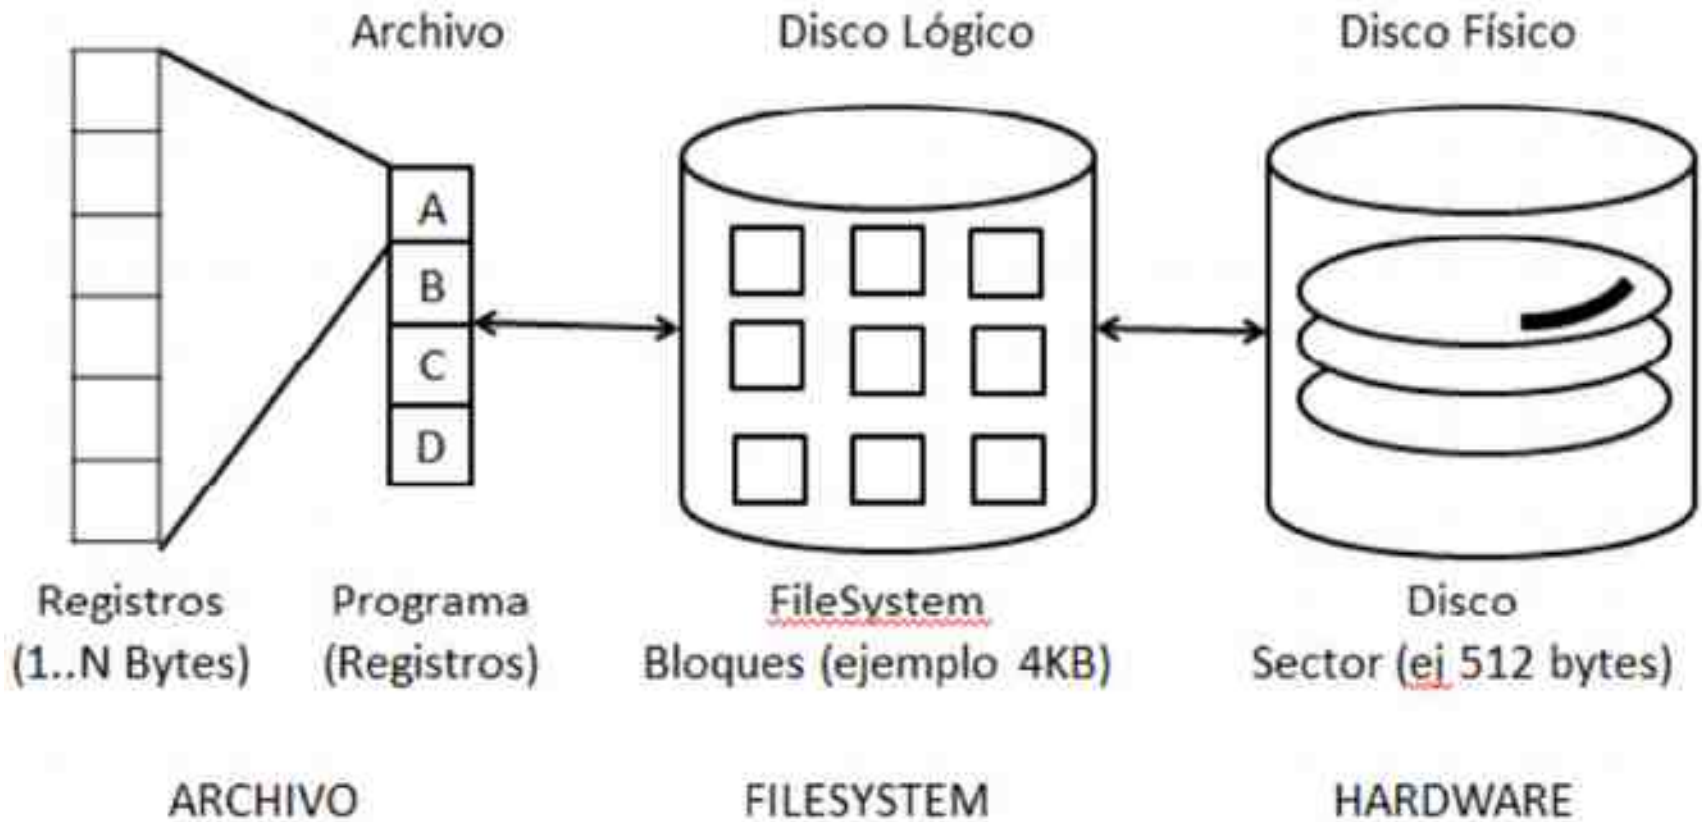 Archivo
Disco Lógico
Disco Físico
A
B
C
D
Registros
(1..N Bytes)
Programa
(Registros)
FileSystem
Bloques (ejemplo 4KB)
Disco
Sector (ej 512 bytes)
ARCHIVO
FILESYSTEM
HARDWARE